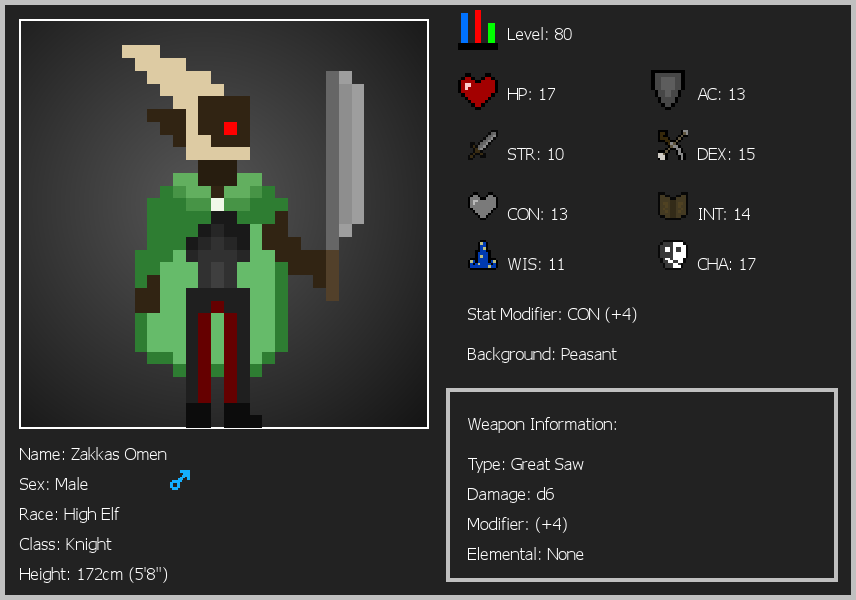 Level: 80
HP: 17
AC: 13
STR: 10
DEX: 15
CON: 13
INT: 14
WIS: 11
CHA: 17
Stat Modifier: CON (+4)
Background: Peasant
Weapon Information:
Type: Great Saw
Damage: d6
Modifier: (+4)
Elemental: None
Name: Zakkas Omen
Sex: Male
Race: High Elf
Class: Knight
Height: 172cm (5'8")